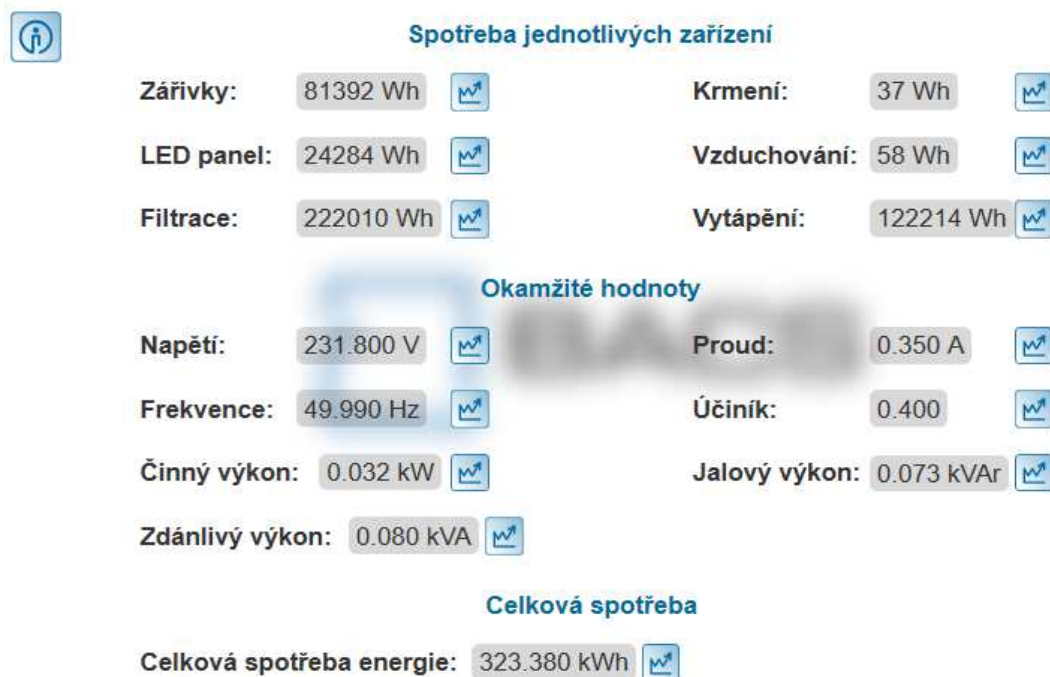 Spotřeba jednotlivých zařízení
Zářivky: 81392 Wh Krmení: 37 Wh
LED panel: 24284 Wh Vzduchování: 58 Wh
Filtrace: 222010 Wh Vytápění: 122214 Wh
Okamžité hodnoty
BACS
Napětí: 231.800 V Proud: 0.350 A
Frekvence: 49.990 Hz Účiník: 0.400
Činný výkon: 0.032 kW Jalový výkon: 0.073 kVAr
Zdánlivý výkon: 0.080 kVA
Celková spotřeba
Celková spotřeba energie: 323.380 kWh